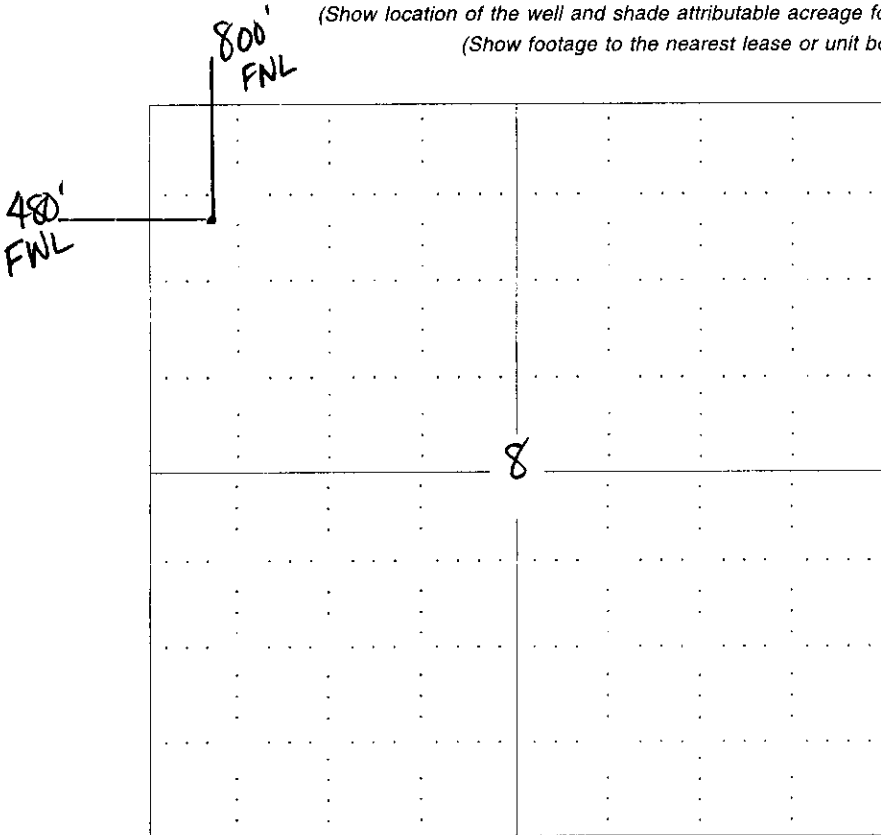 (Show location of the well and shade attributable acreage fo
(Show footage to the nearest lease or unit bo
800'
FNL
480'
FWL
8